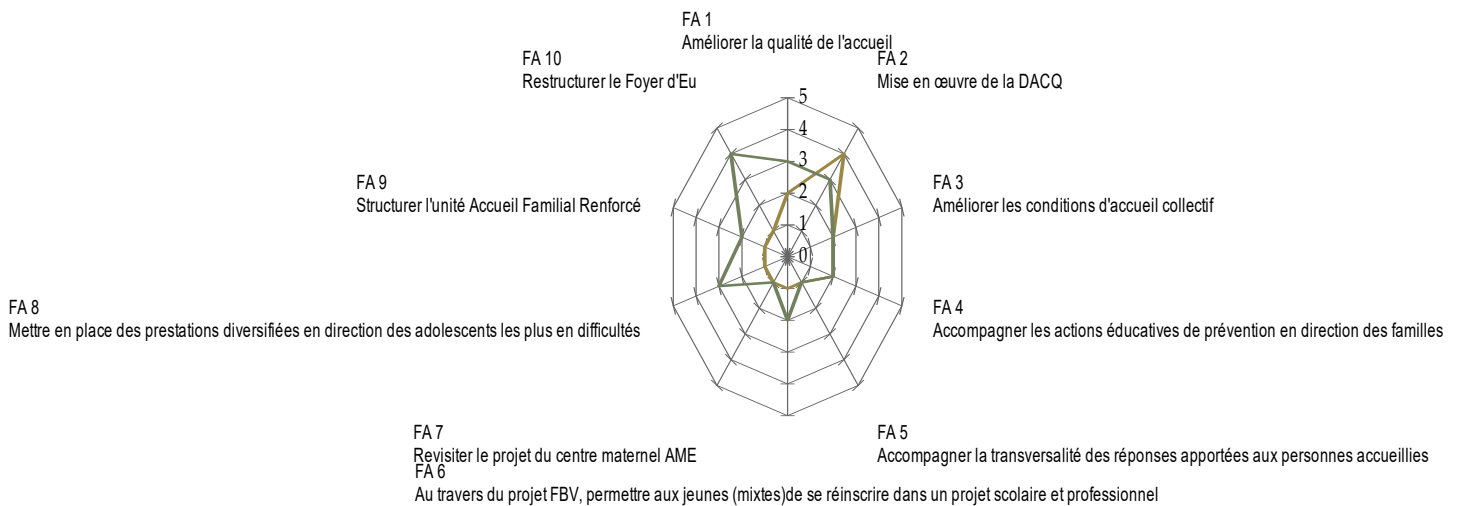 FA 1
Améliorer la qualité de l'accueil
FA 10
Restructurer le Foyer d'Eu
FA 2
Mise en œuvre de la DACQ
5
4
3
2
1
0
FA 9
Structurer l'unité Accueil Familial Renforcé
FA 3
Améliorer les conditions d'accueil collectif
FA 8
Mettre en place des prestations diversifiées en direction des adolescents les plus en difficultés
FA 4
Accompagner les actions éducatives de prévention en direction des familles
FA 7
Revisiter le projet du centre maternel AME
FA 5
Accompagner la transversalité des réponses apportées aux personnes accueillies
FA 6
Au travers du projet FBV, permettre aux jeunes (mixtes)de se réinscrire dans un projet scolaire et professionnel